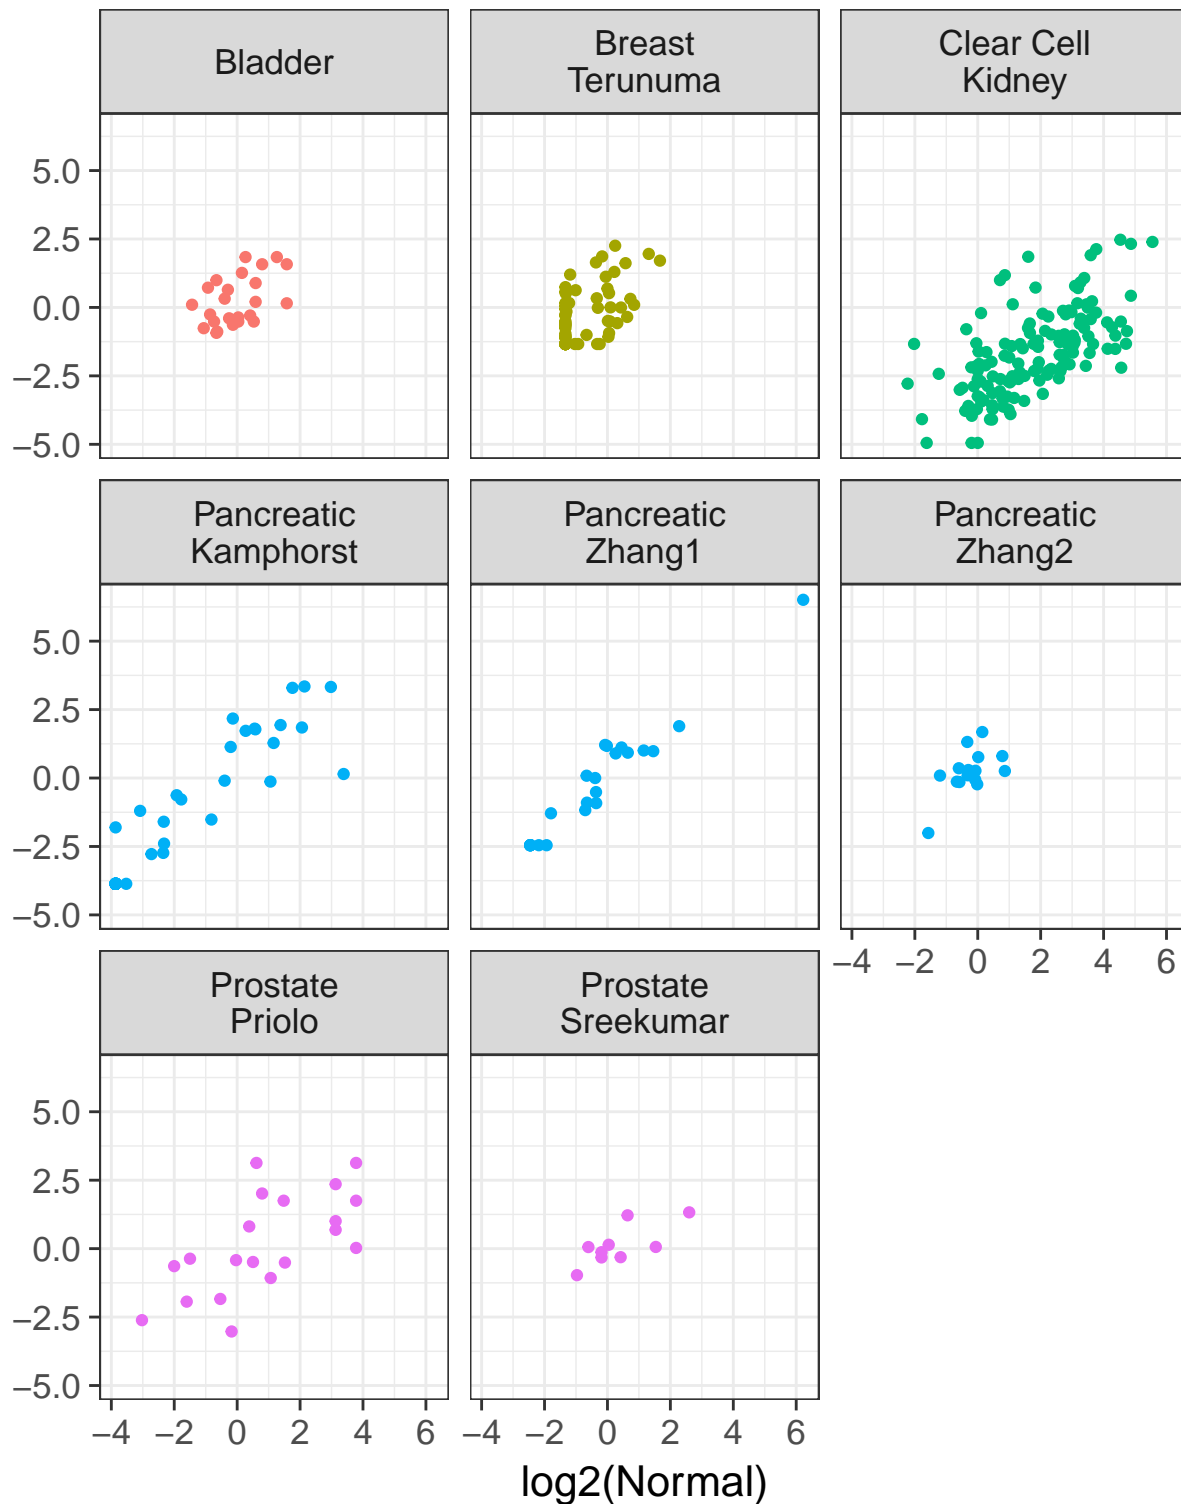 Bladder
Breast
Terunuma
Clear Cell
Kidney
5.0
2.5
0.0
−2.5
−5.0
Pancreatic
Kamphorst
Pancreatic
Zhang1
Pancreatic
Zhang2
5.0
2.5
0.0
−2.5
−5.0
−4 −2 0 2 4 6
Prostate
Priolo
Prostate
Sreekumar
5.0
2.5
0.0
−2.5
−5.0
−4 −2 0 2 4 6
−4 −2 0 2 4 6
log2(Normal)